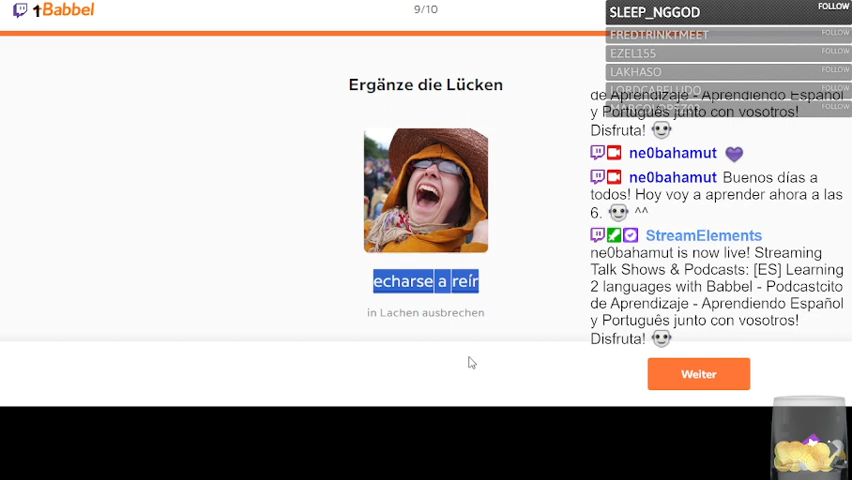 Babbel
9/10
Ergänze die Lücken
echarse a reír
in Lachen ausbrechen
Weiter
SLEEP_NGGOD FOLLOW
FREDTRINKTMEET FOLLOW
EZEL155 FOLLOW
LAKHASO FOLLOW
LORDCABELUDO FOLLOW
FOLLOW
de Aprendizaje - Aprendiendo Español
y Portugués junto con vosotros!
Disfruta!
ne0bahamut
ne0bahamut Buenos días a
todos! Hoy voy a aprender ahora a las
6. ^^
StreamElements
ne0bahamut is now live! Streaming
Talk Shows & Podcasts: [ES] Learning
2 languages with Babbel - Podcastcito
de Aprendizaje - Aprendiendo Español
y Portuguës junto con vosotros!
Disfruta!